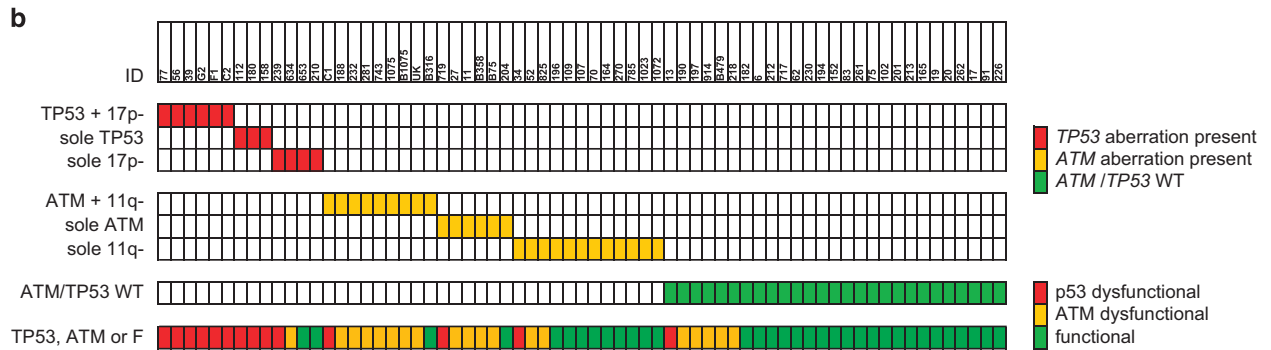 b
ID 77 56 39 G2 F1 C2 112 180 158 239 634 653 210 C1 188 232 281 743 1075 B1075 UK B316 719 27 11 B358 B75 204 34 52 825 196 109 107 70 164 270 785 1023 1072 13 190 197 914 B479 218 182 6 212 717 62 230 194 152 83 261 75 102 201 213 165 19 20 262 17 91 226
TP53 + 17p-
sole TP53
sole 17p-
TP53 aberration present
ATM aberration present
ATM /TP53 WT
ATM + 11q-
sole ATM
sole 11q-
ATM/TP53 WT
TP53, ATM or F
p53 dysfunctional
ATM dysfunctional
functional